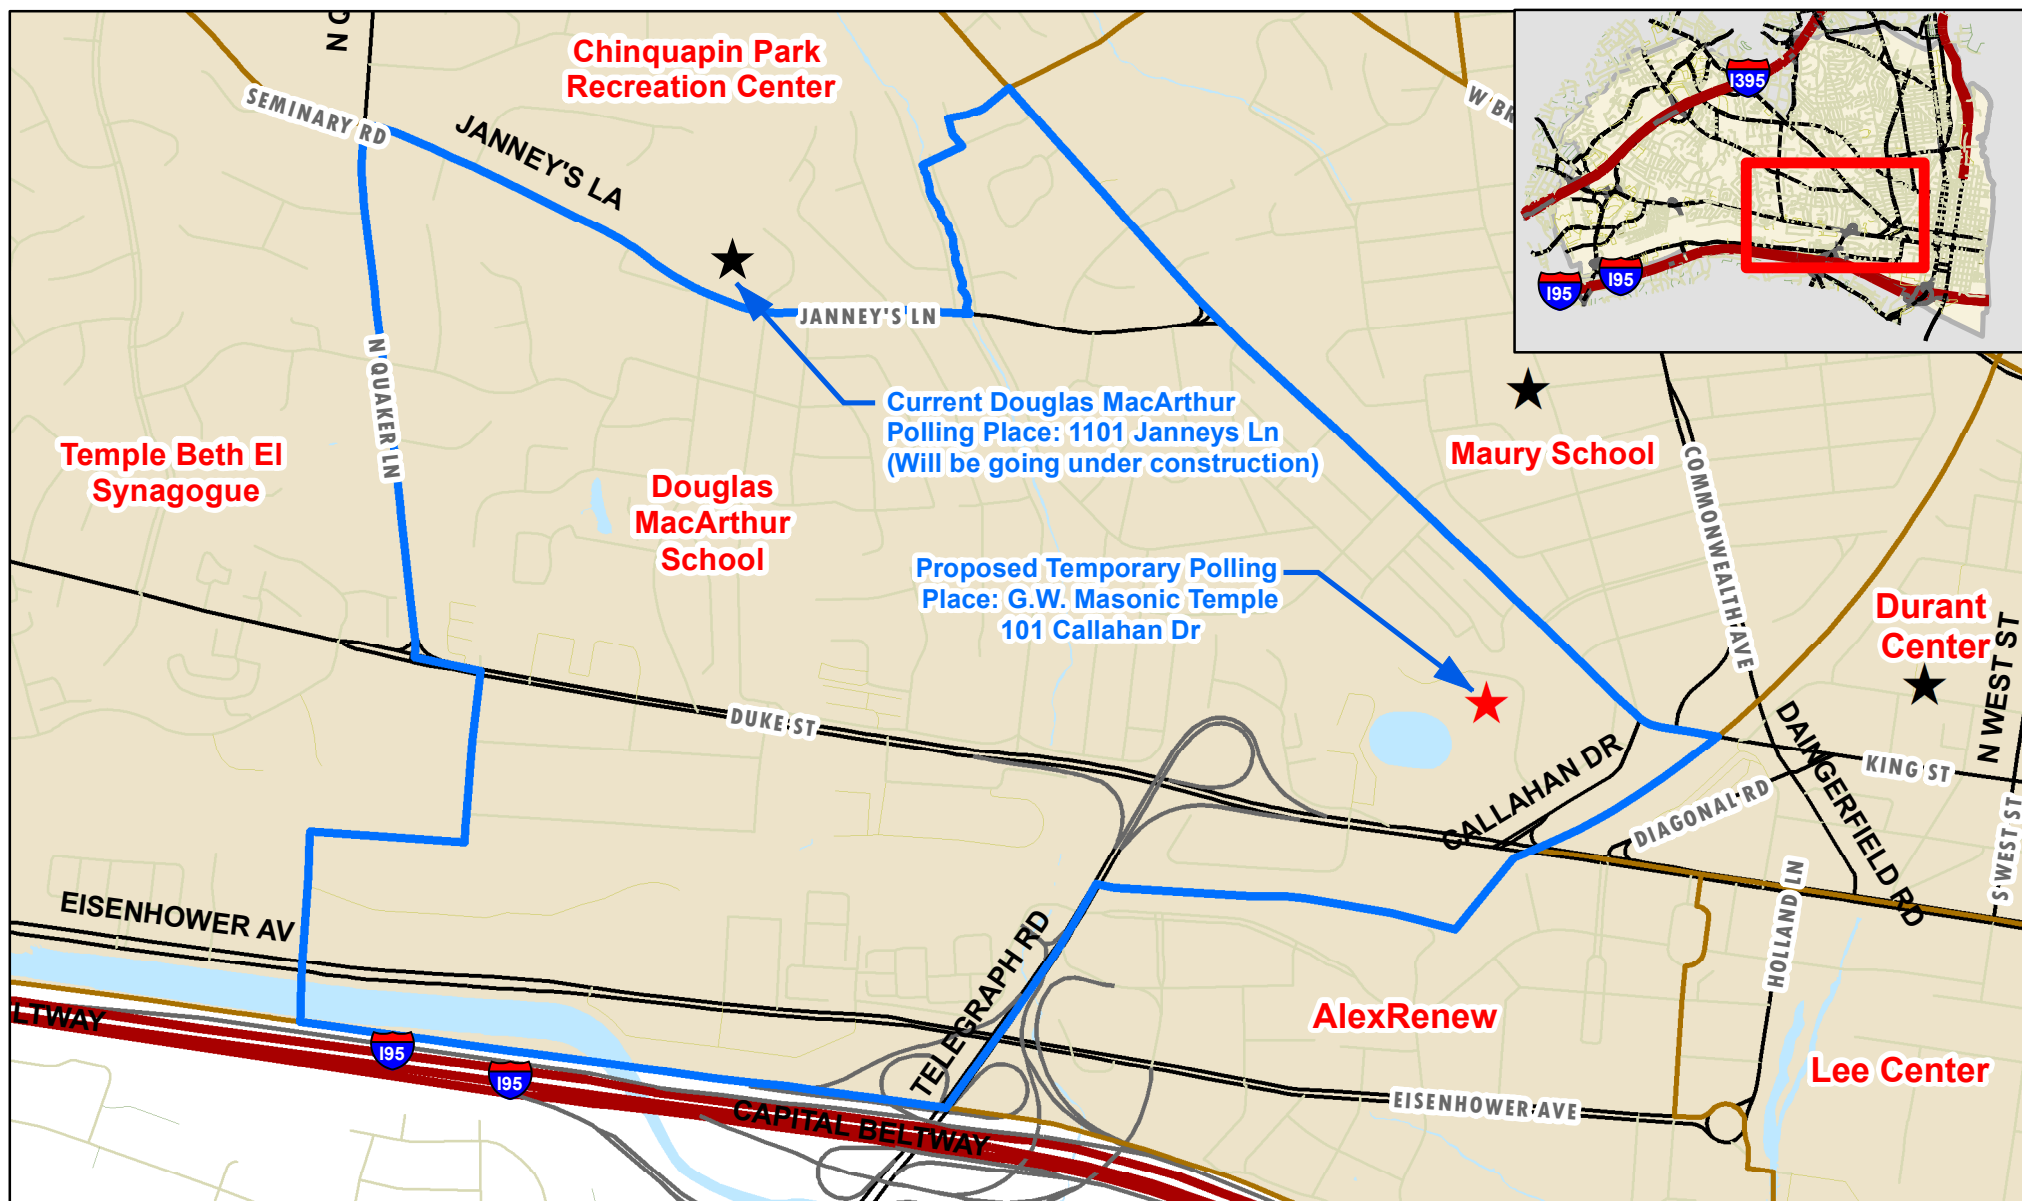 N Q
Chinquapin Park
Recreation Center
SEMINARY RD
JANNEY'S LA
W BR
I395
I95
I95
JANNEY'S LN
N QUAKER LN
Current Douglas MacArthur
Polling Place: 1101 Janneys Ln
(Will be going under construction)
Maury School
COMMONWEALTH AVE
Temple Beth El
Synagogue
Douglas
MacArthur
School
Proposed Temporary Polling
Place: G.W. Masonic Temple
101 Callahan Dr
Durant
Center
N WEST ST
DUKE ST
CALLAHAN DR
DAINGERFIELD RD
KING ST
DIAGONAL RD
S WEST ST
HOLLAND LN
EISENHOWER AV
TELEGRAPH RD
AlexRenew
Lee Center
LTWAY
I95
I95
CAPITAL BELTWAY
EISENHOWER AVE